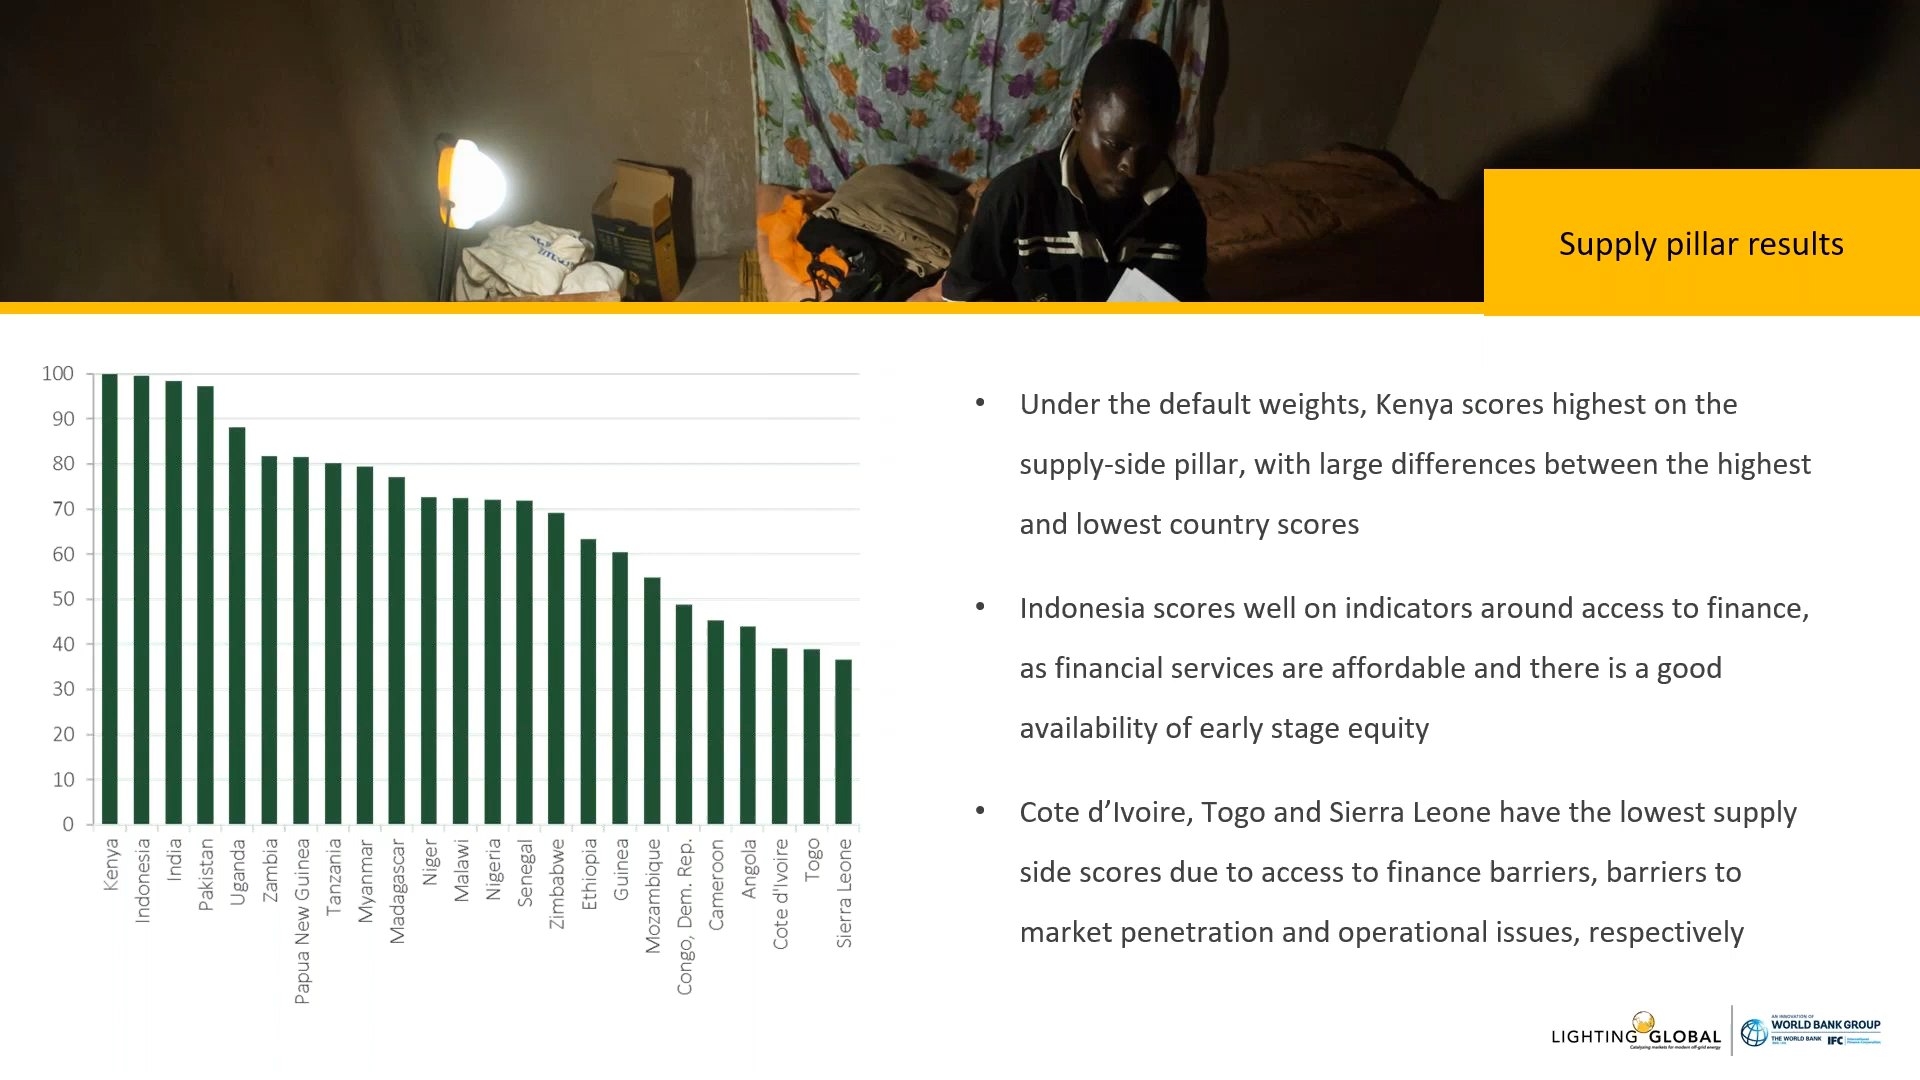 Supply pillar results
100
90
80
70
60
50
40
30
20
10
0
Kenya
Indonesia
India
Pakistan
Uganda
Zambia
Papua New Guinea
Tanzania
Myanmar
Madagascar
Niger
Malawi
Nigeria
Senegal
Zimbabwe
Ethiopia
Guinea
Mozambique
Congo, Dem. Rep.
Cameroon
Angola
Cote d'Ivoire
Togo
Sierra Leone
• Under the default weights, Kenya scores highest on the
supply-side pillar, with large differences between the highest
and lowest country scores
• Indonesia scores well on indicators around access to finance,
as financial services are affordable and there is a good
availability of early stage equity
• Cote d’Ivoire, Togo and Sierra Leone have the lowest supply
side scores due to access to finance barriers, barriers to
market penetration and operational issues, respectively
LIGHTING GLOBAL
Catalyzing markets for modern off-grid energy
AN INNOVATION OF
WORLD BANK GROUP
THE WORLD BANK
IFC International
Finance Corporation